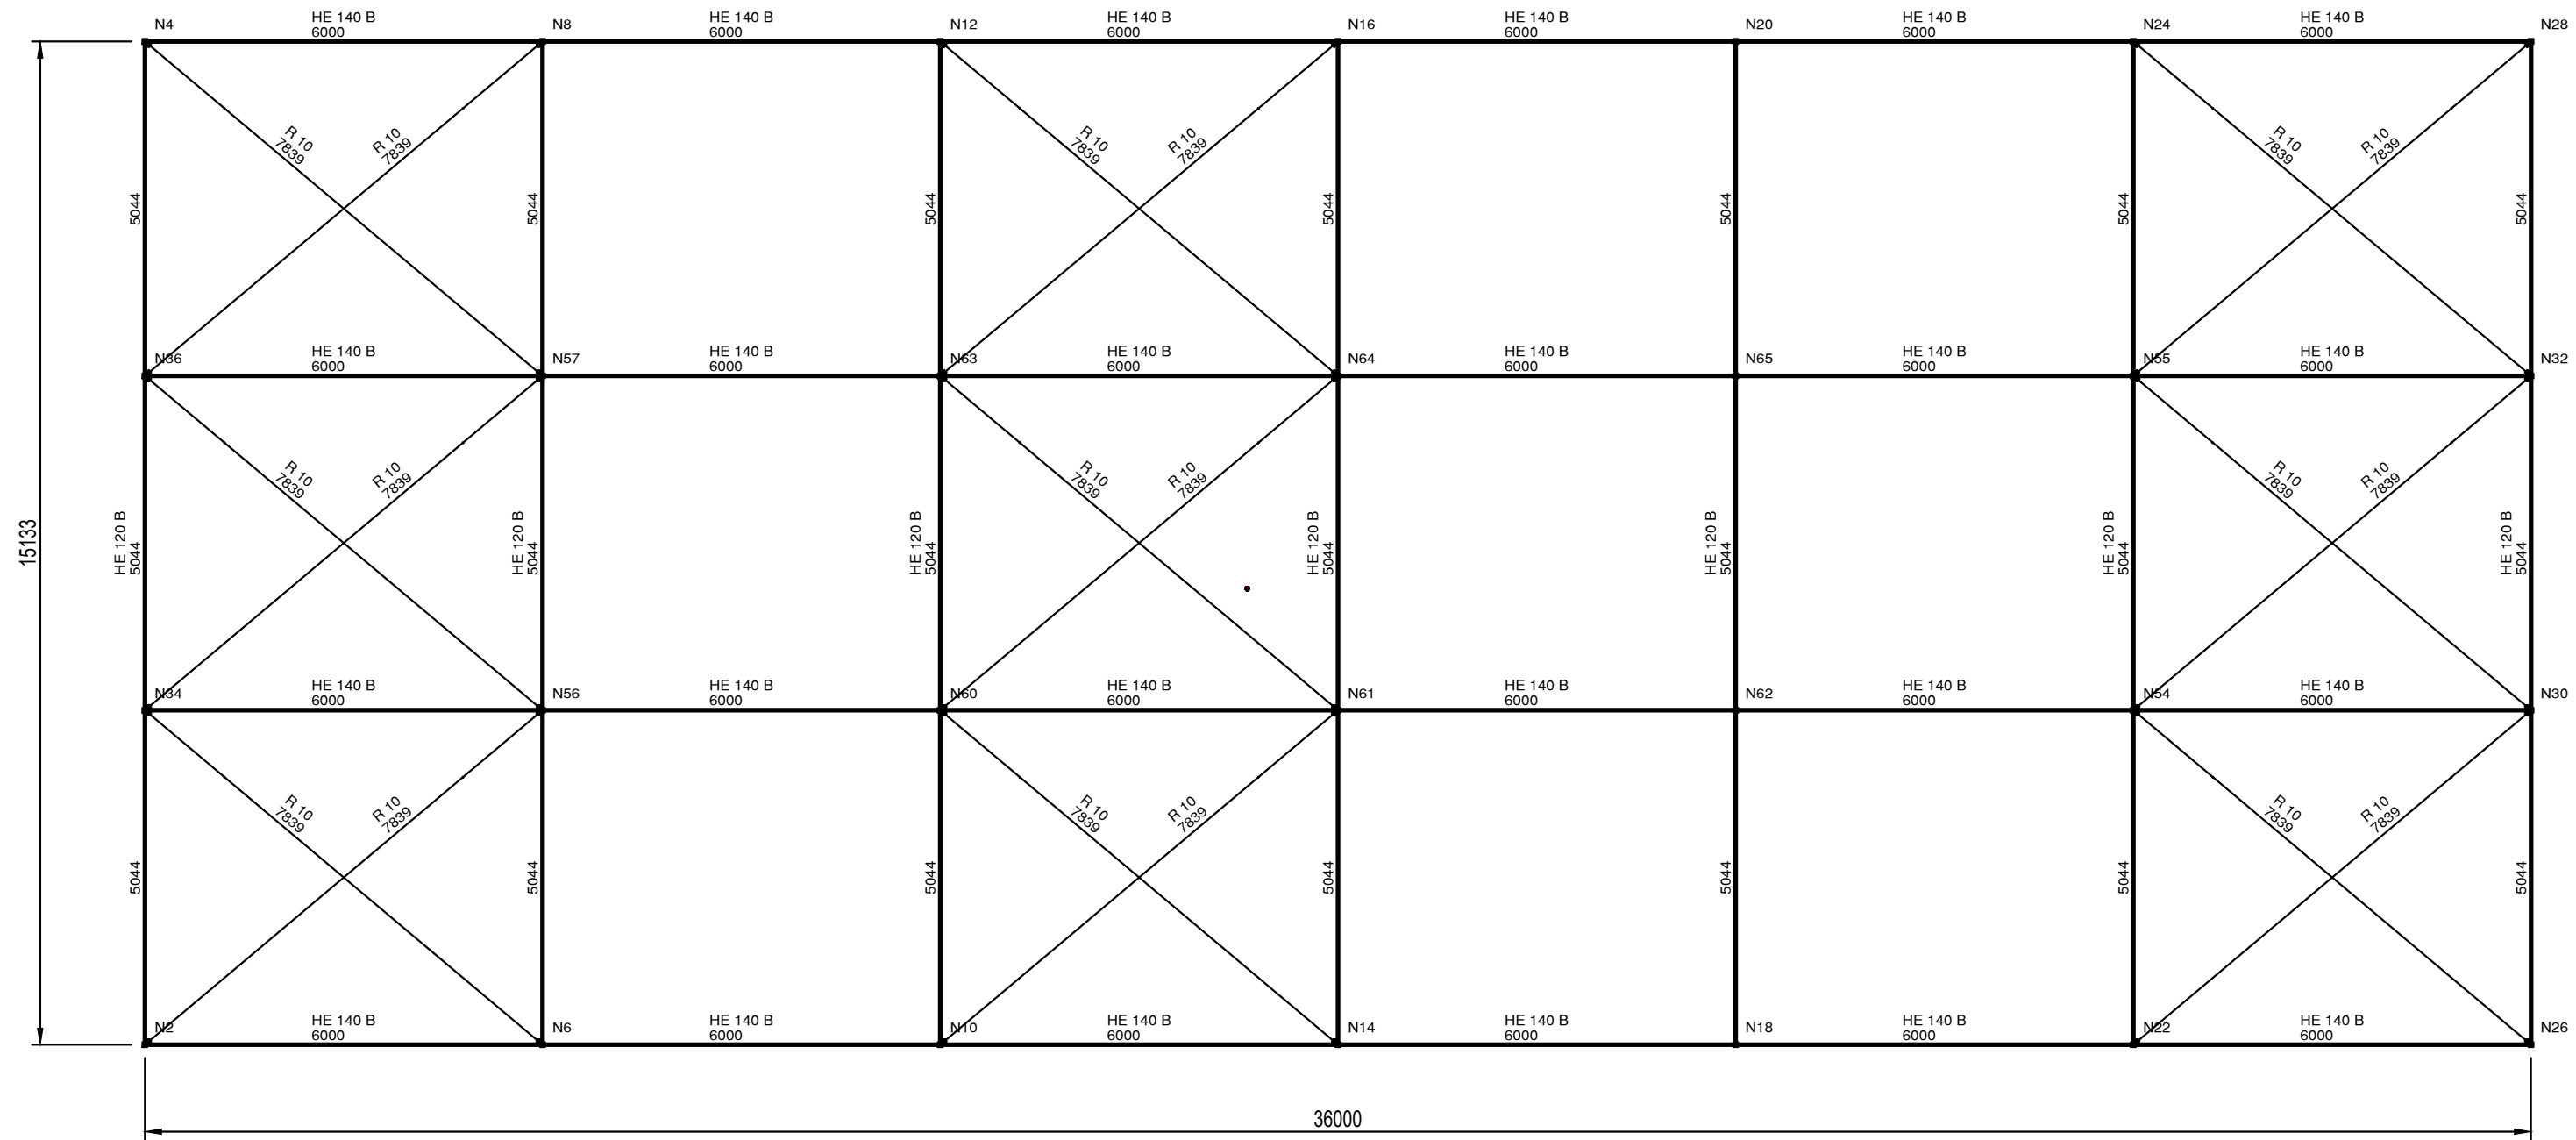 N4 HE 140 B N8 HE 140 B N12 HE 140 B N16 HE 140 B N20 HE 140 B N24 HE 140 B N28
6000 6000 6000 6000 6000 6000
R 10 R 10 R 10 R 10 R 10 R 10
7839 7839 7839 7839 7839 7839
5044 5044 5044 5044 5044 5044 5044
N36 HE 140 B N57 HE 140 B N63 HE 140 B N64 HE 140 B N65 HE 140 B N55 HE 140 B N32
6000 6000 6000 6000 6000 6000
R 10 R 10 R 10 R 10 R 10 R 10
7839 7839 7839 7839 7839 7839
15133
HE 120 B HE 120 B HE 120 B HE 120 B HE 120 B HE 120 B HE 120 B
5044 5044 5044 5044 5044 5044 5044
N34 HE 140 B N56 HE 140 B N60 HE 140 B N61 HE 140 B N62 HE 140 B N54 HE 140 B N30
6000 6000 6000 6000 6000 6000
R 10 R 10 R 10 R 10 R 10 R 10
7839 7839 7839 7839 7839 7839
5044 5044 5044 5044 5044 5044 5044
N2 HE 140 B N6 HE 140 B N10 HE 140 B N14 HE 140 B N18 HE 140 B N22 HE 140 B N26
6000 6000 6000 6000 6000 6000
36000